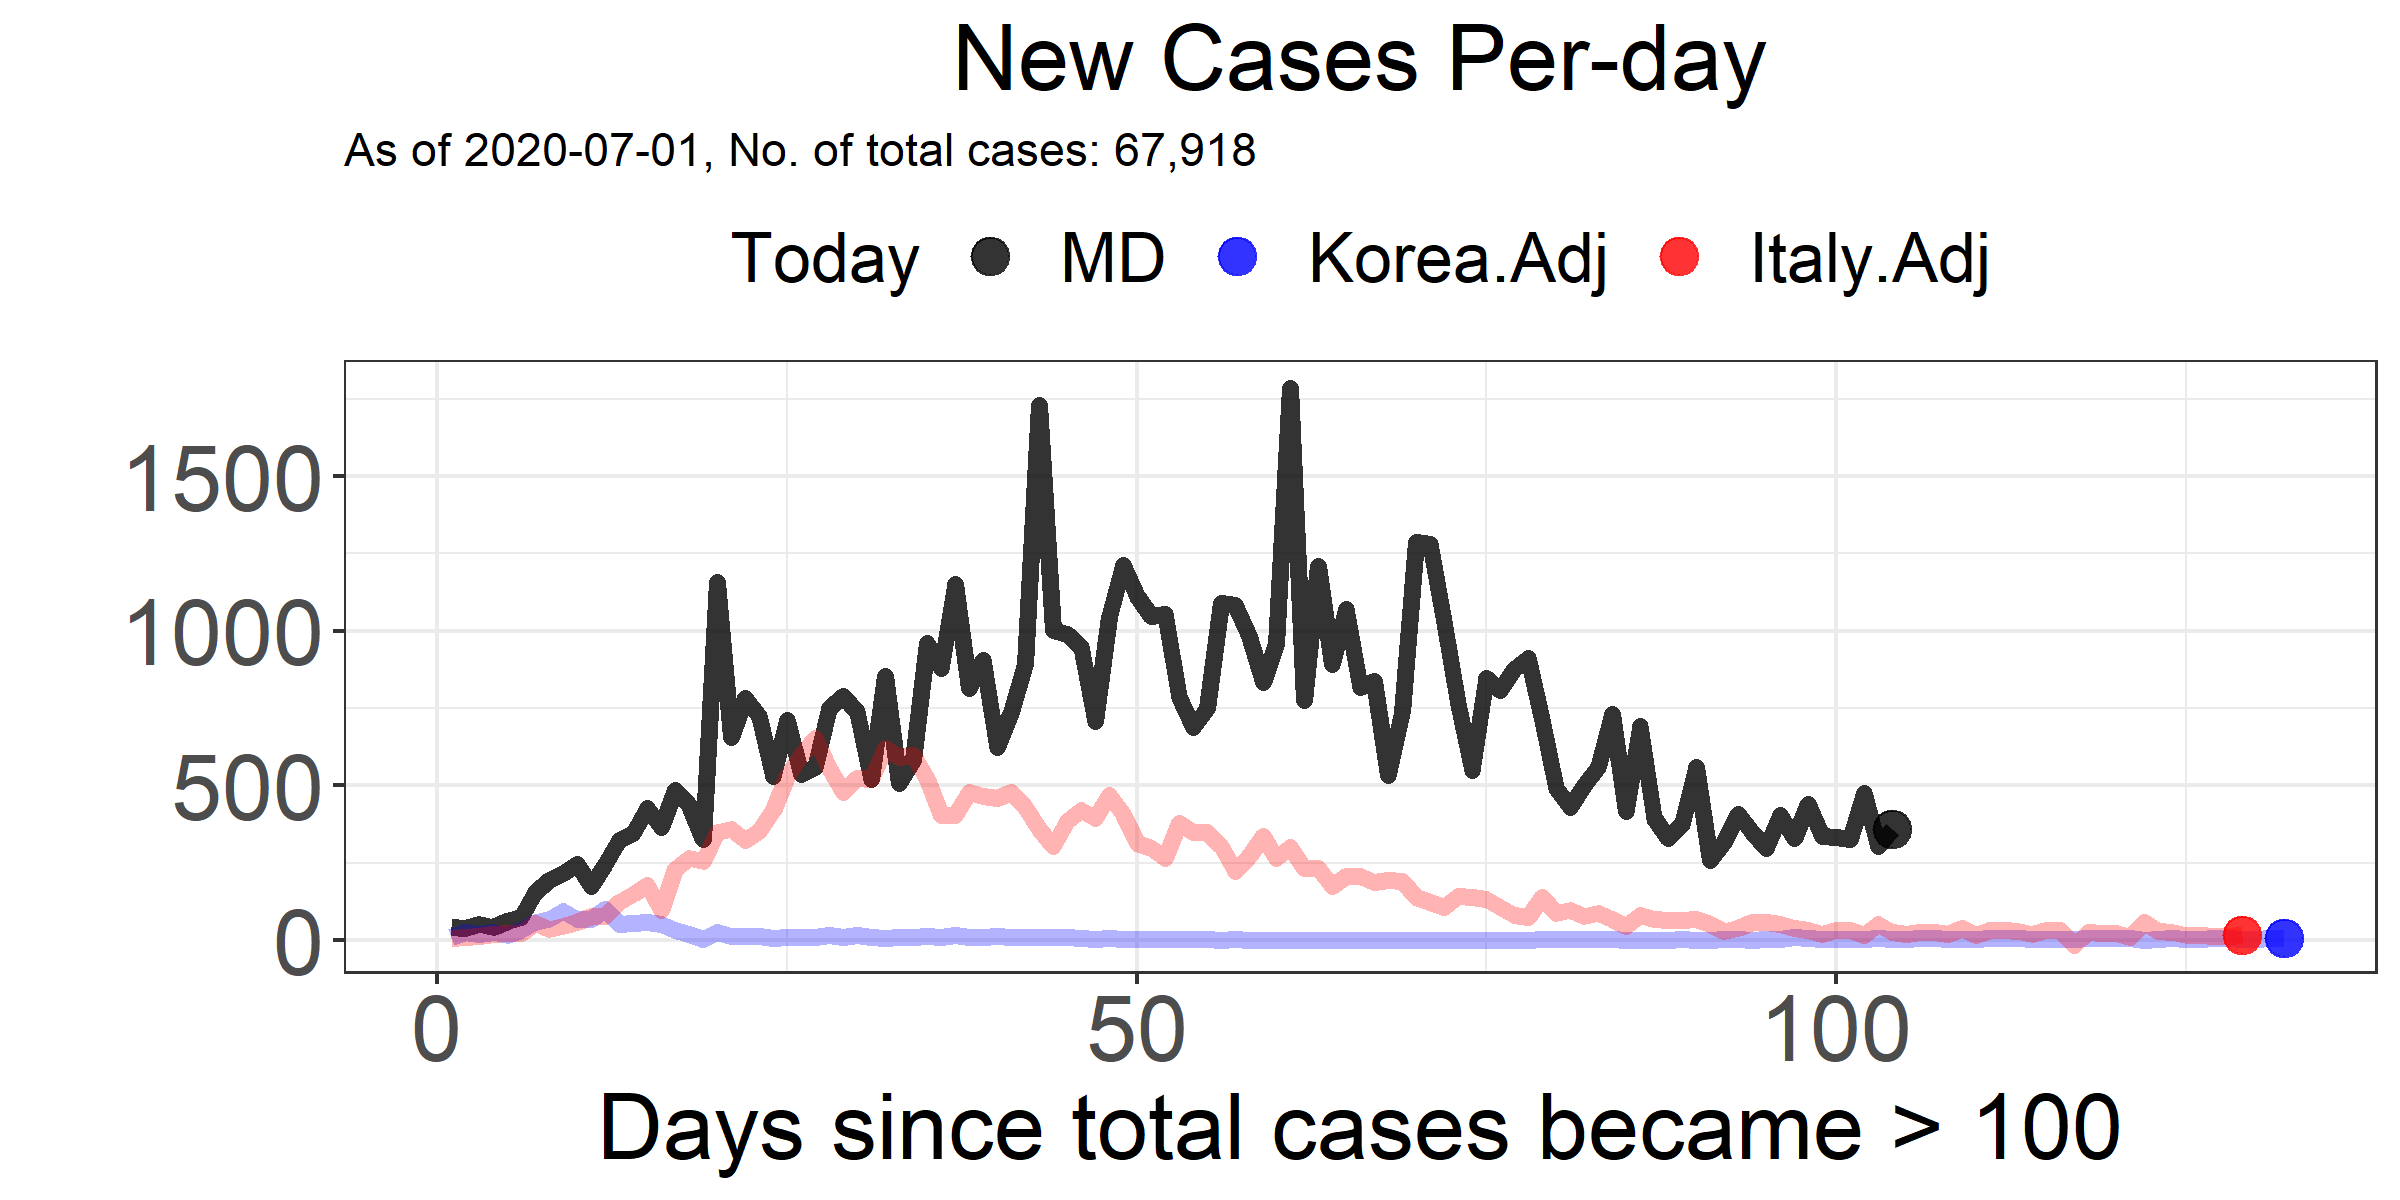 New Cases Per-day
As of 2020-07-01, No. of total cases: 67,918
Today MD Korea.Adj Italy.Adj
1500
1000
500
0
0 50 100
Days since total cases became > 100